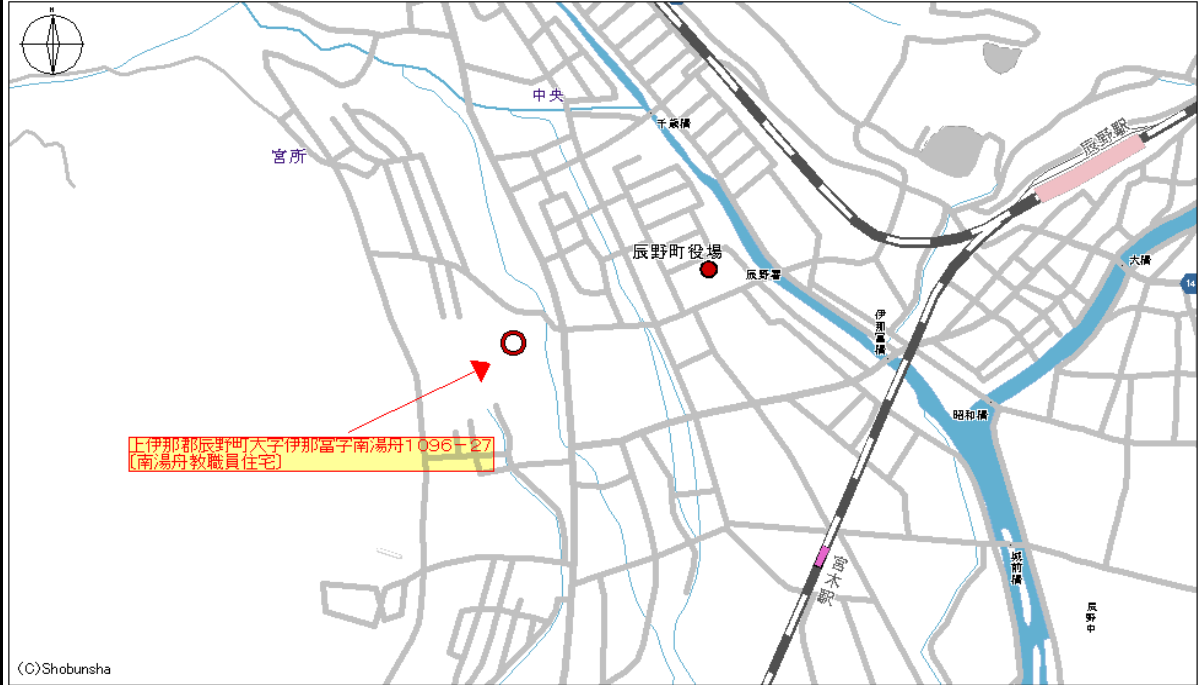 N
中央
千歳橋
宮所
辰野駅
辰野町役場
辰野署
大橋
14
伊那富橋
昭和橋
上伊那郡辰野町大字伊那富字南湯舟1096-27
[南湯舟教職員住宅]
宮木駅
城前橋
辰野中
(C)Shobunsha